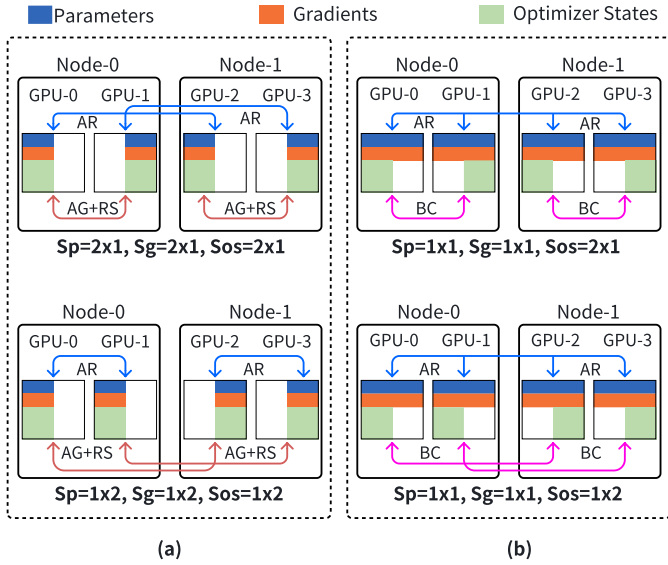 Parameters Gradients Optimizer States
Node-0 Node-1 Node-0 Node-1
GPU-0 GPU-1 GPU-2 GPU-3 GPU-0 GPU-1 GPU-2 GPU-3
AR AR AR AR
AG+RS AG+RS BC BC
Sp=2x1, Sg=2x1, Sos=2x1 Sp=1x1, Sg=1x1, Sos=2x1
Node-0 Node-1 Node-0 Node-1
GPU-0 GPU-1 GPU-2 GPU-3 GPU-0 GPU-1 GPU-2 GPU-3
AR AR AR AR
AG+RS AG+RS BC BC
Sp=1x2, Sg=1x2, Sos=1x2 Sp=1x1, Sg=1x1, Sos=1x2
(a) (b)